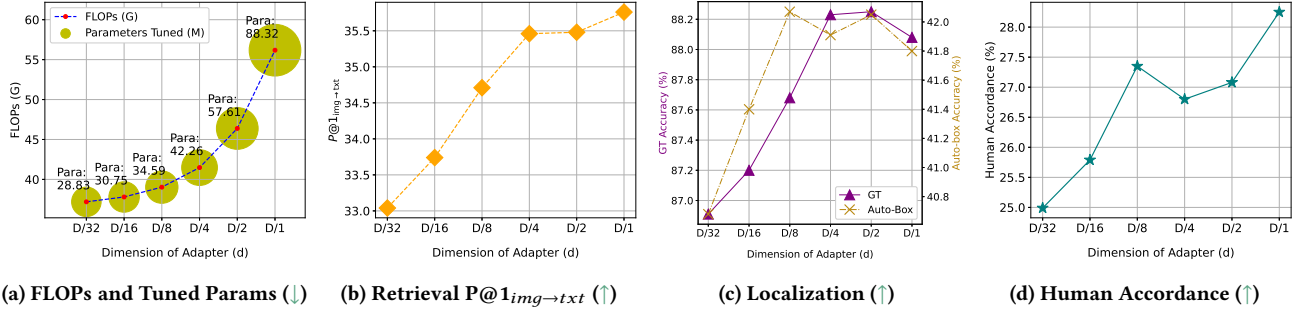 FLOPs (G)
Parameters Tuned (M)
60
55
50
45
40
FLOPs (G)
Para:
28.83
Para:
30.75
Para:
34.59
Para:
42.26
Para:
57.61
Para:
88.32
D/32 D/16 D/8 D/4 D/2 D/1
Dimension of Adapter (d)
(a) FLOPs and Tuned Params (↓)
35.5
35.0
34.5
34.0
33.5
33.0
P@1img→txt
D/32 D/16 D/8 D/4 D/2 D/1
Dimension of Adapter (d)
(b) Retrieval P@1img→txt (↑)
88.2
88.0
87.8
87.6
87.4
87.2
87.0
GT Accuracy (%)
42.0
41.8
41.6
41.4
41.2
41.0
40.8
Auto-box Accuracy (%)
GT
Auto-Box
D/32 D/16 D/8 D/4 D/2 D/1
Dimension of Adapter (d)
(c) Localization (↑)
28.0
27.5
27.0
26.5
26.0
25.5
25.0
Human Accordance (%)
D/32 D/16 D/8 D/4 D/2 D/1
Dimension of Adapter (d)
(d) Human Accordance (↑)